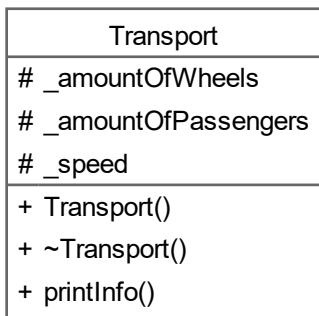 Transport
# _amountOfWheels
# _amountOfPassengers
# _speed
+ Transport()
+ ~Transport()
+ printInfo()